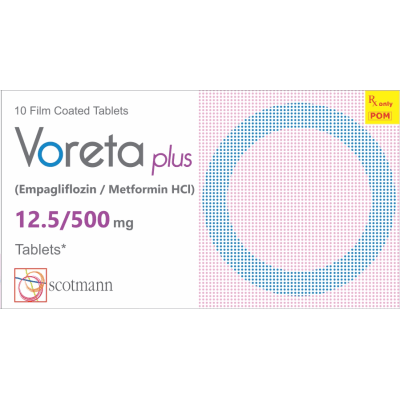 10 Film Coated Tablets
Voreta plus
(Empagliflozin / Metformin HCl)
12.5/500 mg
Tablets*
scotmann
Rx only
POM